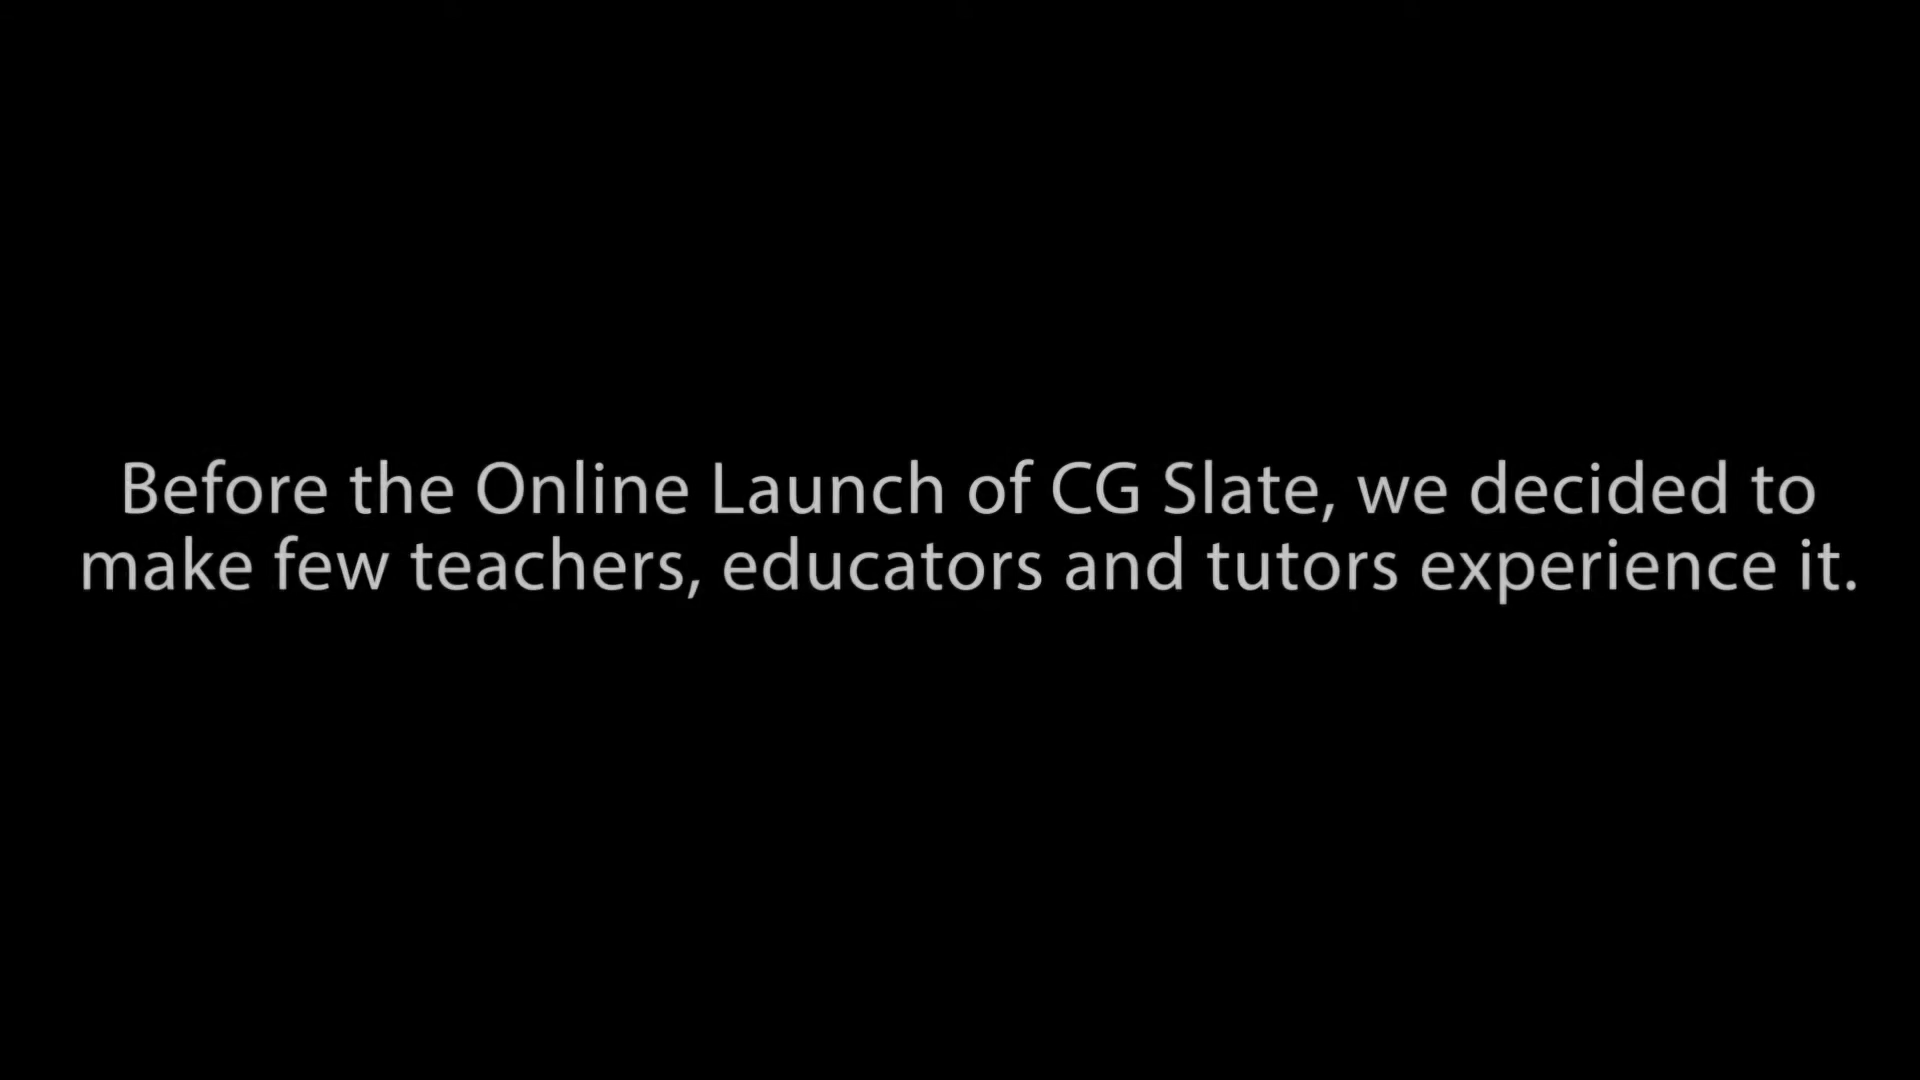 Before the Online Launch of CG Slate, we decided to
make few teachers, educators and tutors experience it.